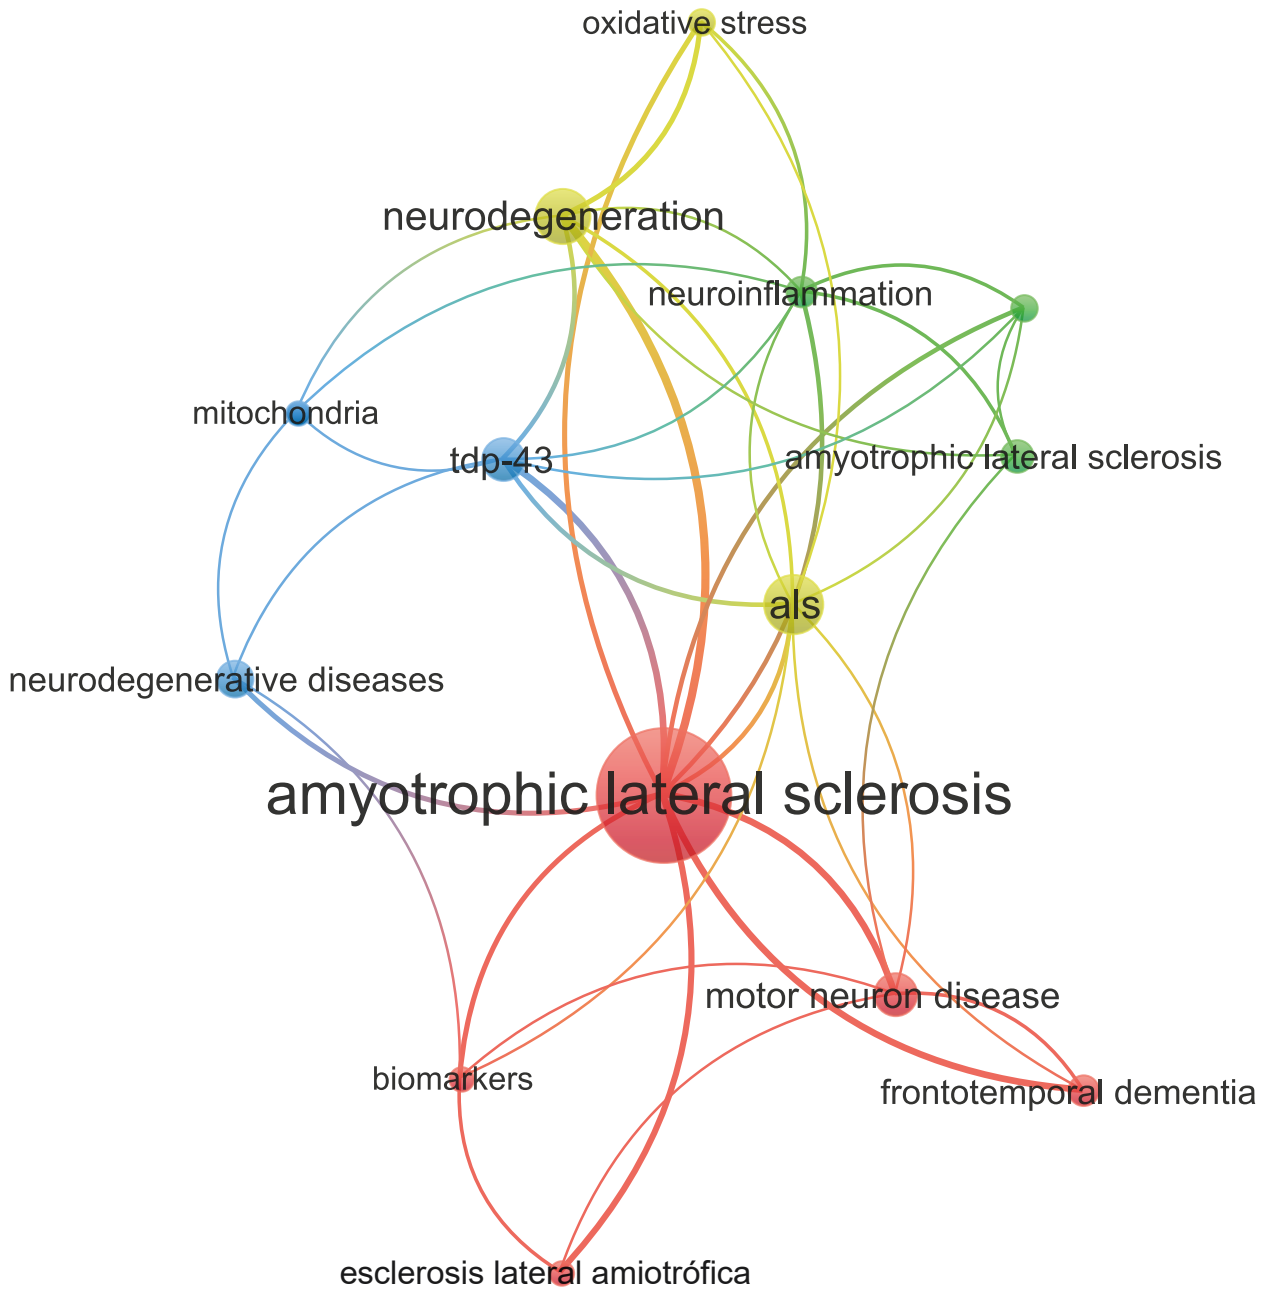 oxidative stress
neurodegeneration
neuroinflammation
mitochondria
tdp-43
amyotrophic lateral sclerosis
als
neurodegenerative diseases
amyotrophic lateral sclerosis
motor neuron disease
biomarkers
frontotemporal dementia
esclerosis lateral amiotrófica